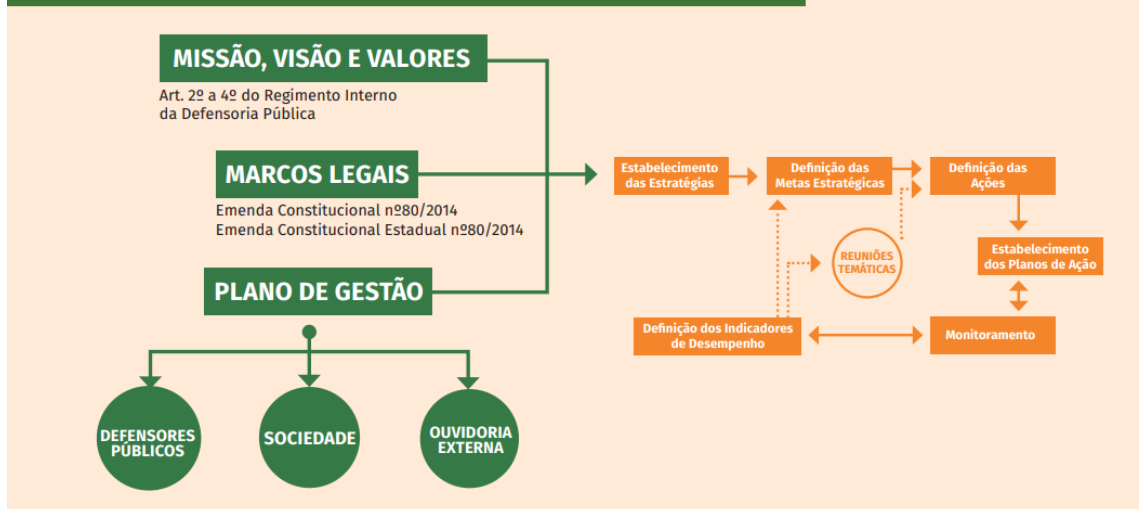 MISSÃO, VISÃO E VALORES
Art. 2º a 4º do Regimento Interno
da Defensoria Pública
MARCOS LEGAIS
Emenda Constitucional nº80/2014
Emenda Constitucional Estadual nº80/2014
PLANO DE GESTÃO
DEFENSORES
PÚBLICOS
SOCIEDADE
OUVIDORIA
EXTERNA
Estabelecimento
das Estratégias
Definição das
Metas Estratégicas
Definição das
Ações
REUNIÕES
TEMÁTICAS
Estabelecimento
dos Planos de Ação
Definição dos Indicadores
de Desempenho
Monitoramento